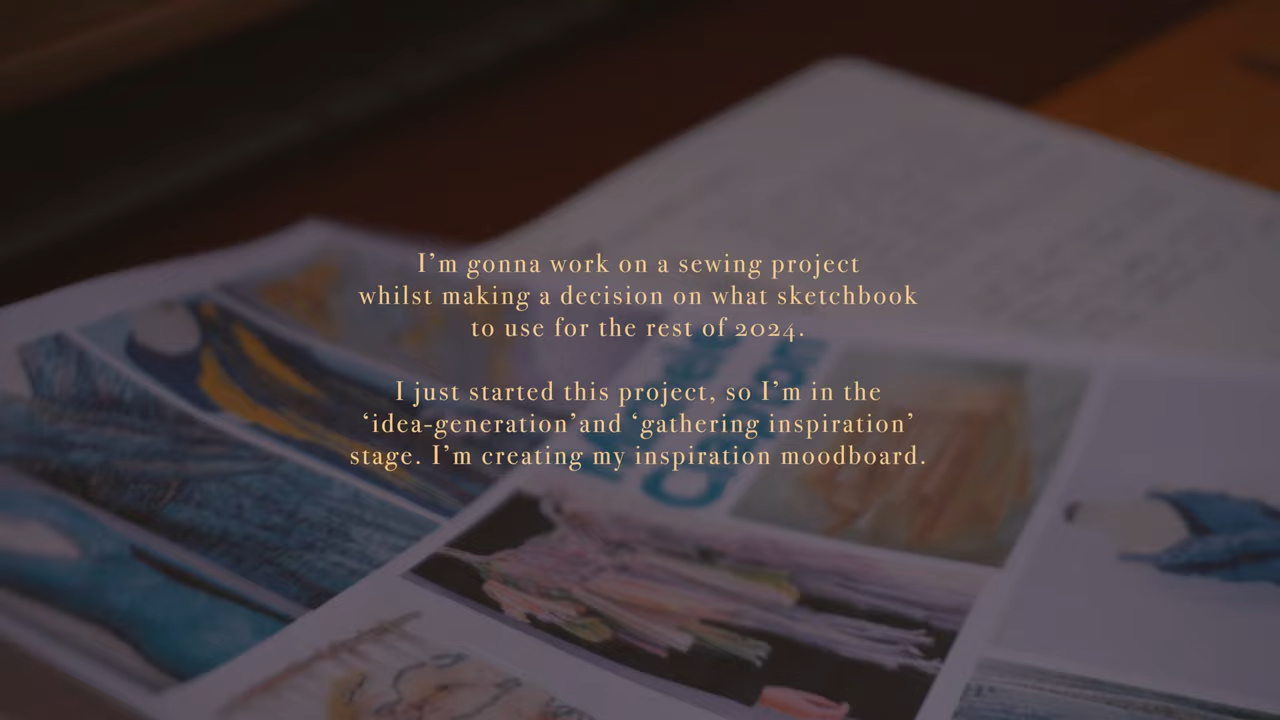 I’m gonna work on a sewing project
whilst making a decision on what sketchbook
to use for the rest of 2024.
I just started this project, so I’m in the
‘idea-generation’and ‘gathering inspiration’
stage. I’m creating my inspiration moodboard.